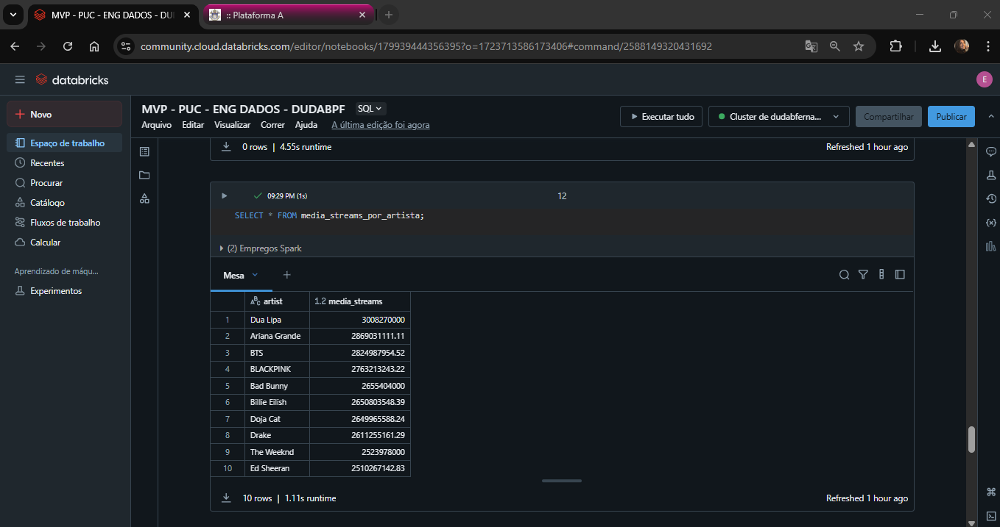 MVP - PUC - ENG DADOS - DU
:: Plataforma A
community.cloud.databricks.com/editor/notebooks/179939444356395?o=1723713586173406#command/2588149320431692
databricks
E
Novo
Espaço de trabalho
Recentes
Procurar
Catálogo
Fluxos de trabalho
Calcular
Aprendizado de máqu...
Experimentos
MVP - PUC - ENG DADOS - DUDABPF SQL
Arquivo Editar Visualizar Correr Ajuda A última edição foi agora
Executar tudo Cluster de dudabferna... Compartilhar Publicar
0 rows | 4.55s runtime Refreshed 1 hour ago
09:29 PM (1s) 12
SELECT * FROM media_streams_por_artista;
(2) Empregos Spark
Mesa
ABC artist 1.2 media_streams
1 Dua Lipa 3008270000
2 Ariana Grande 2869031111.11
3 BTS 2824987954.52
4 BLACKPINK 2763213243.22
5 Bad Bunny 2655404000
6 Billie Eilish 2650803548.39
7 Doja Cat 2649965588.24
8 Drake 2611255161.29
9 The Weeknd 2523978000
10 Ed Sheeran 2510267142.83
10 rows | 1.11s runtime Refreshed 1 hour ago